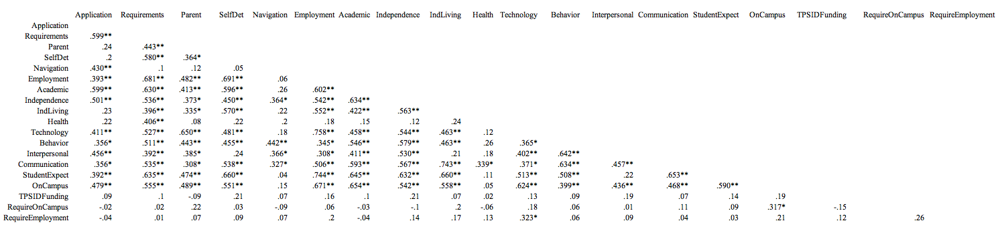 Application Requirements Parent SelfDet Navigation Employment Academic Independence IndLiving Health Technology Behavior Interpersonal Communication StudentExpect OnCampus TPSIDFunding RequireOnCampus RequireEmployment
Application
Requirements .599**
Parent .24 .443**
SelfDet .2 .580** .364*
Navigation .430** .1 .12 .05
Employment .393** .681** .482** .691** .06
Academic .599** .630** .413** .596** .26 .602**
Independence .501** .536** .373* .450** .364* .542** .634**
IndLiving .23 .396** .335* .570** .22 .552** .422** .563**
Health .22 .406** .08 .22 .2 .18 .15 .12 .24
Technology .411** .527** .650** .481** .18 .758** .458** .544** .463** .12
Behavior .356* .511** .443** .455** .442** .345* .546** .579** .463** .26 .365*
Interpersonal .456** .392** .385* .24 .366* .308* .411** .530** .21 .18 .402** .642**
Communication .356* .535** .308* .538** .327* .506** .593** .567** .743** .339* .371* .634** .457**
StudentExpect .392** .635** .474** .660** .04 .744** .645** .632** .660** .11 .513** .508** .22 .653**
OnCampus .479** .555** .489** .551** .15 .671** .654** .542** .558** .05 .624** .399** .436** .468** .590**
TPSIDFunding .09 .1 -.09 .21 .07 .16 .1 .21 .07 .02 .13 .09 .19 .07 .14 .19
RequireOnCampus -.02 .02 .22 .03 -.09 .06 -.03 -.1 .2 -.06 .18 .06 .01 .11 .09 .317* -.15
RequireEmployment -.04 .01 .07 .09 .07 .2 -.04 .14 .17 .13 .323* .06 .09 .04 .03 .21 .12 .26